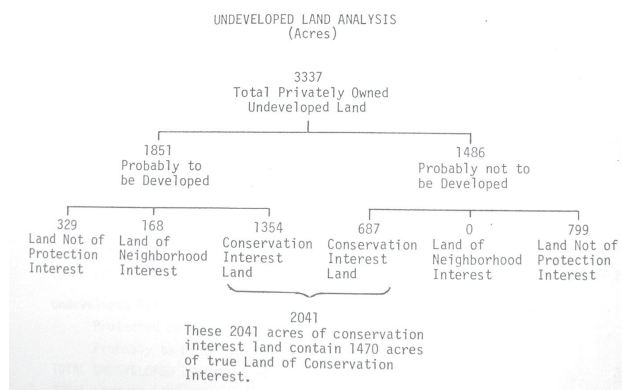 UNDEVELOPED LAND ANALYSIS
(Acres)
3337
Total Privately Owned
Undeveloped Land
1851
Probably to
be Developed
1486
Probably not to
be Developed
329
Land Not of
Protection
Interest
168
Land of
Neighborhood
Interest
1354
Conservation
Interest
Land
687
Conservation
Interest
Land
0
Land of
Neighborhood
Interest
799
Land Not of
Protection
Interest
2041
These 2041 acres of conservation
interest land contain 1470 acres
of true Land of Conservation
Interest.